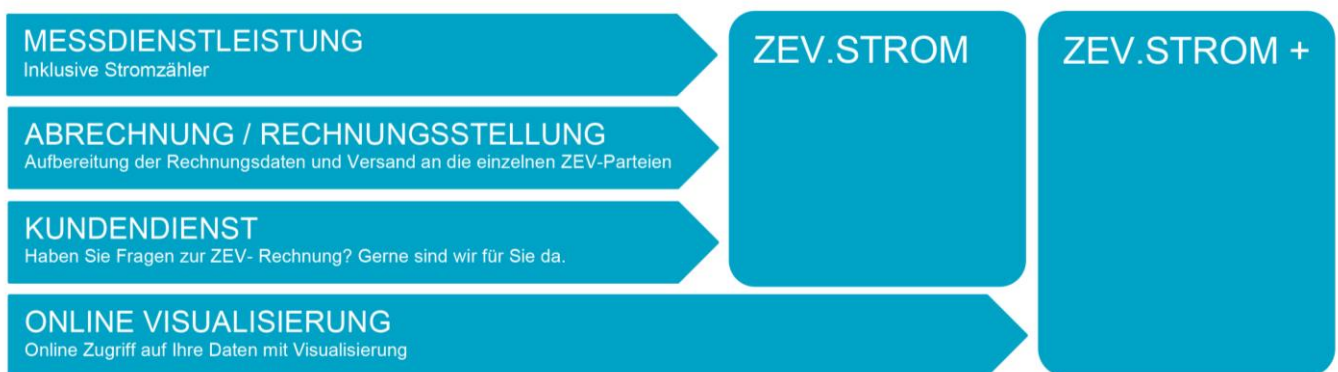 MESSDIENSTLEISTUNG
Inklusive Stromzähler
ABRECHNUNG / RECHNUNGSSTELLUNG
Aufbereitung der Rechnungsdaten und Versand an die einzelnen ZEV-Parteien
KUNDENDIENST
Haben Sie Fragen zur ZEV- Rechnung? Gerne sind wir für Sie da.
ONLINE VISUALISIERUNG
Online Zugriff auf Ihre Daten mit Visualisierung
ZEV.STROM
ZEV.STROM +